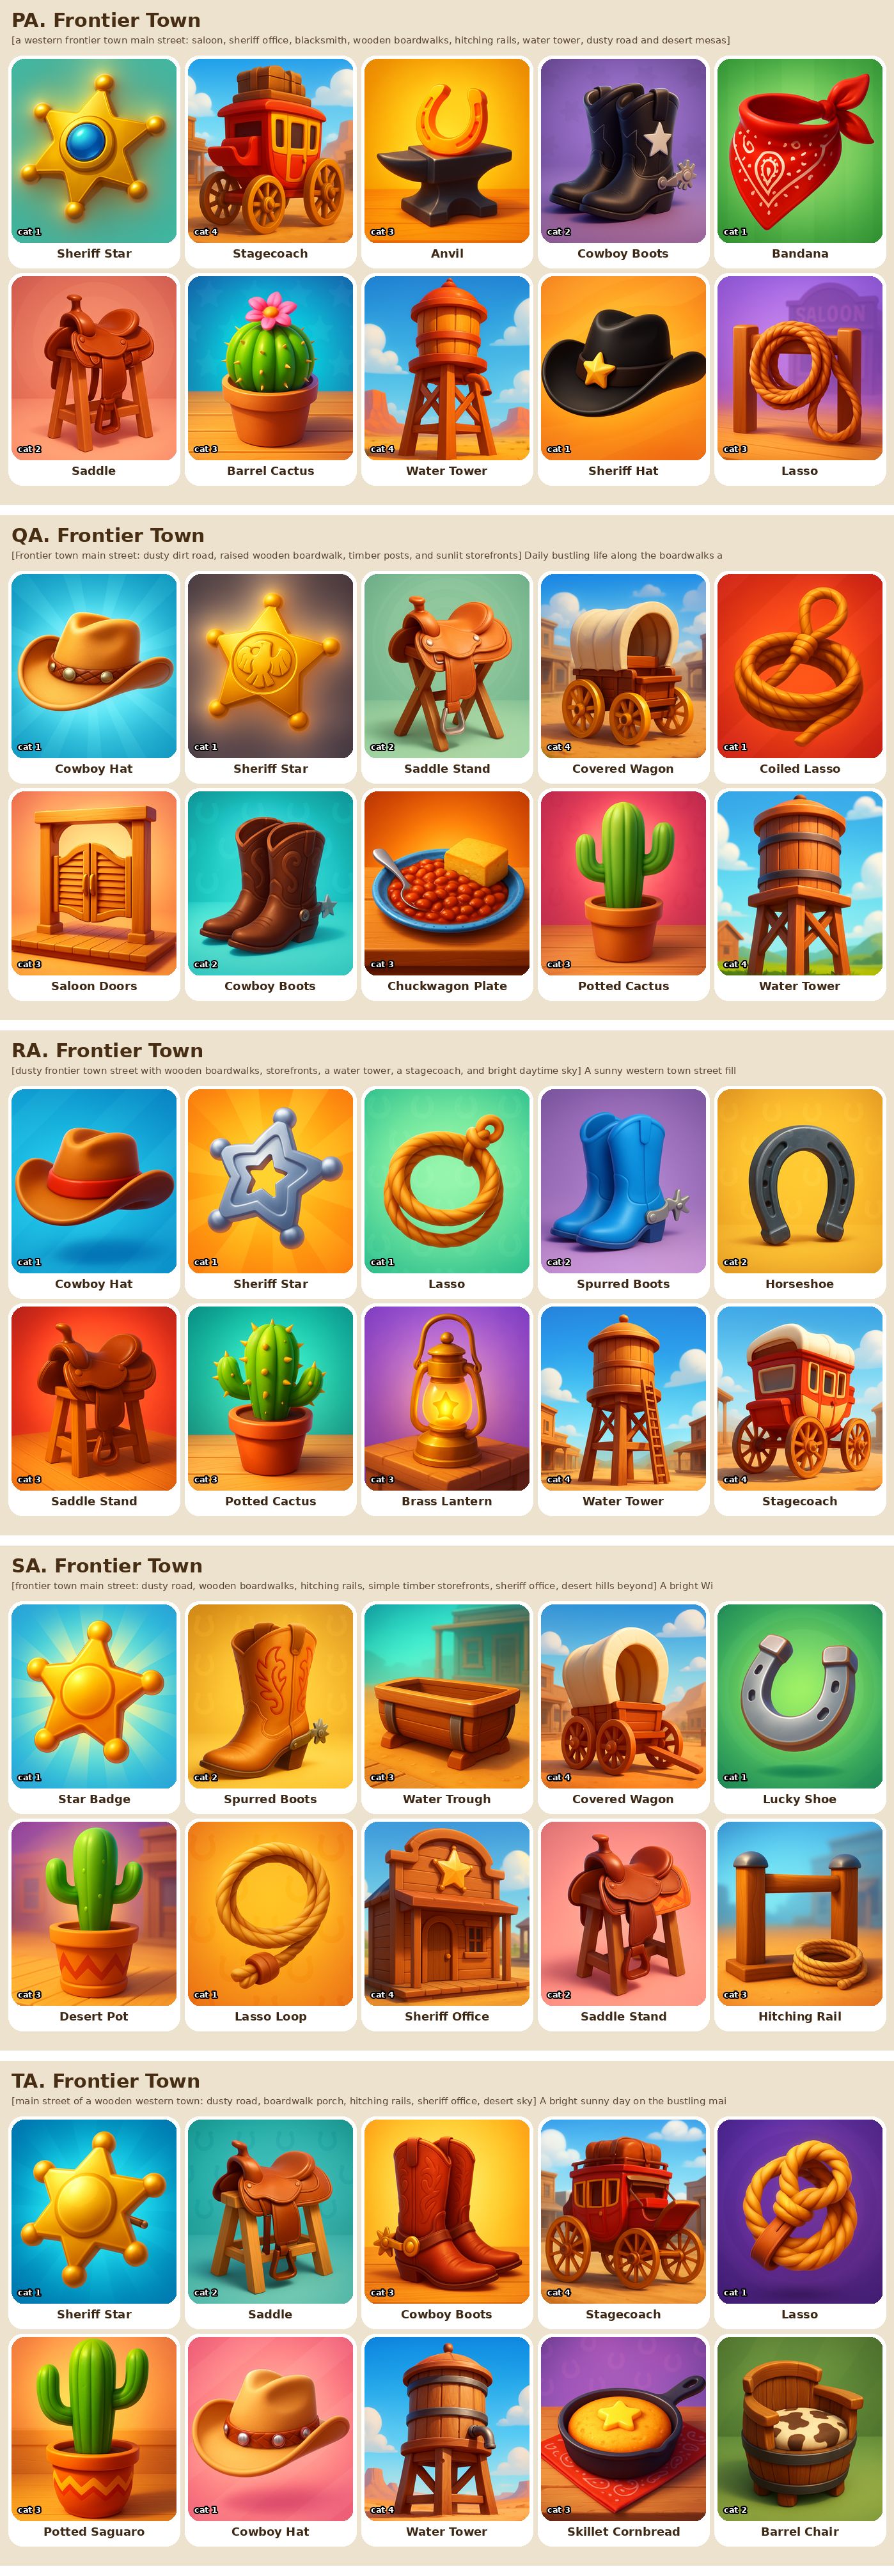 PA. Frontier Town
[a western frontier town main street: saloon, sheriff office, blacksmith, wooden boardwalks, hitching rails, water tower, dusty road and desert mesas]
cat 1 cat 4 cat 3 cat 2 cat 1
Sheriff Star Stagecoach Anvil Cowboy Boots Bandana
SALOON
cat 2 cat 3 cat 4 cat 1 cat 3
Saddle Barrel Cactus Water Tower Sheriff Hat Lasso
QA. Frontier Town
[Frontier town main street: dusty dirt road, raised wooden boardwalk, timber posts, and sunlit storefronts] Daily bustling life along the boardwalks a
cat 1 cat 1 cat 2 cat 4 cat 1
Cowboy Hat Sheriff Star Saddle Stand Covered Wagon Coiled Lasso
cat 3 cat 2 cat 3 cat 3 cat 4
Saloon Doors Cowboy Boots Chuckwagon Plate Potted Cactus Water Tower
RA. Frontier Town
[dusty frontier town street with wooden boardwalks, storefronts, a water tower, a stagecoach, and bright daytime sky] A sunny western town street fill
cat 1 cat 1 cat 1 cat 2 cat 2
Cowboy Hat Sheriff Star Lasso Spurred Boots Horseshoe
cat 3 cat 3 cat 3 cat 4 cat 4
Saddle Stand Potted Cactus Brass Lantern Water Tower Stagecoach
SA. Frontier Town
[frontier town main street: dusty road, wooden boardwalks, hitching rails, simple timber storefronts, sheriff office, desert hills beyond] A bright Wi
cat 1 cat 2 cat 3 cat 4 cat 1
Star Badge Spurred Boots Water Trough Covered Wagon Lucky Shoe
cat 3 cat 1 cat 4 cat 2 cat 3
Desert Pot Lasso Loop Sheriff Office Saddle Stand Hitching Rail
TA. Frontier Town
[main street of a wooden western town: dusty road, boardwalk porch, hitching rails, sheriff office, desert sky] A bright sunny day on the bustling mai
cat 1 cat 2 cat 3 cat 4 cat 1
Sheriff Star Saddle Cowboy Boots Stagecoach Lasso
cat 3 cat 1 cat 4 cat 3 cat 2
Potted Saguaro Cowboy Hat Water Tower Skillet Cornbread Barrel Chair